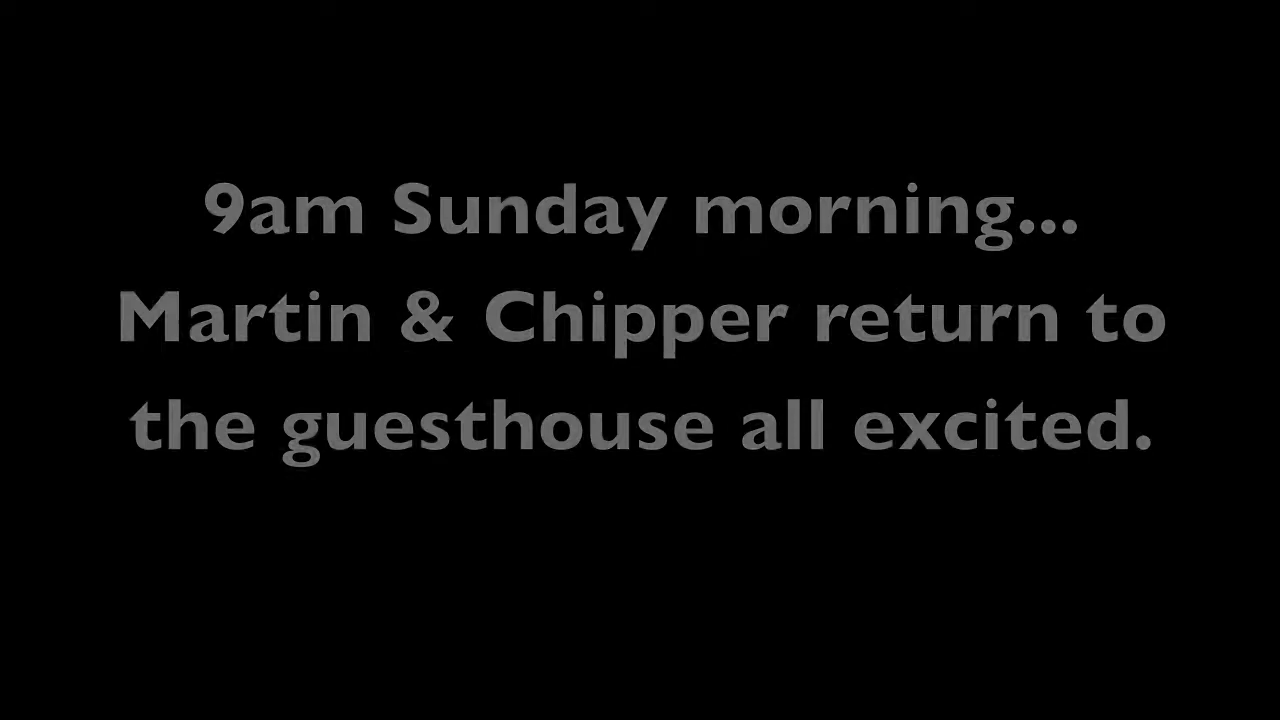 9am Sunday morning...
Martin & Chipper return to
the guesthouse all excited.